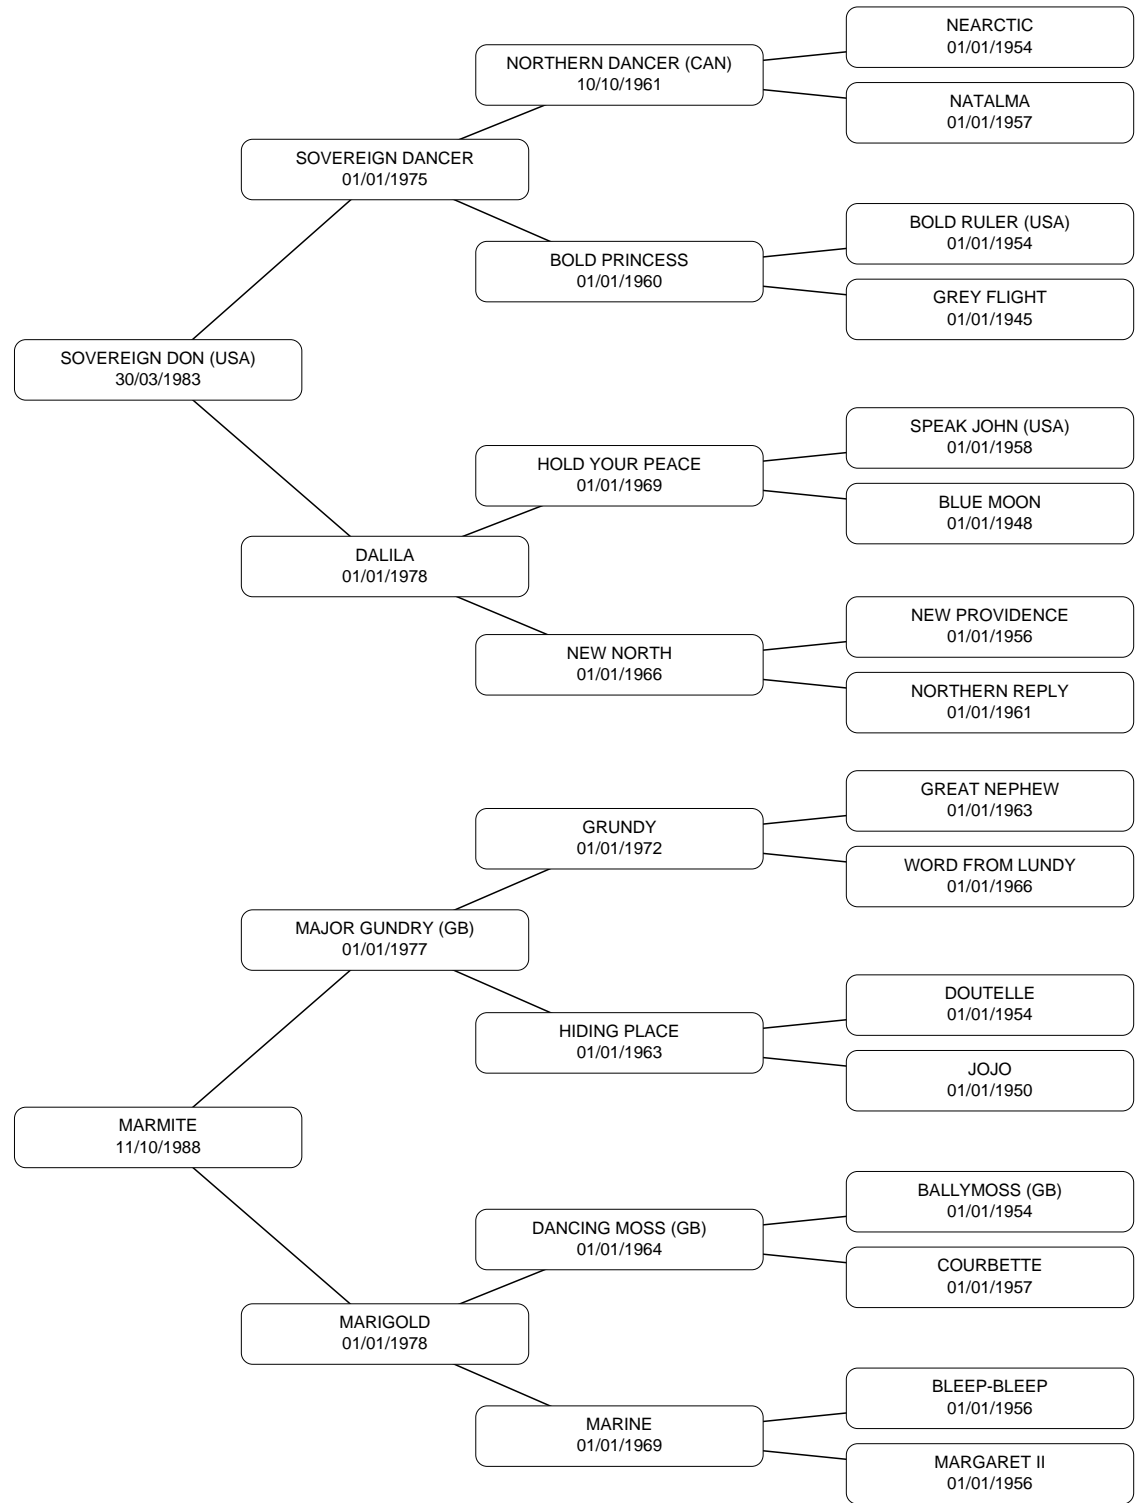 NEARCTIC
01/01/1954
NORTHERN DANCER (CAN)
10/10/1961
NATALMA
01/01/1957
SOVEREIGN DANCER
01/01/1975
BOLD RULER (USA)
01/01/1954
BOLD PRINCESS
01/01/1960
GREY FLIGHT
01/01/1945
SOVEREIGN DON (USA)
30/03/1983
SPEAK JOHN (USA)
01/01/1958
HOLD YOUR PEACE
01/01/1969
BLUE MOON
01/01/1948
DALILA
01/01/1978
NEW PROVIDENCE
01/01/1956
NEW NORTH
01/01/1966
NORTHERN REPLY
01/01/1961
GREAT NEPHEW
01/01/1963
GRUNDY
01/01/1972
WORD FROM LUNDY
01/01/1966
MAJOR GUNDRY (GB)
01/01/1977
DOUTELLE
01/01/1954
HIDING PLACE
01/01/1963
JOJO
01/01/1950
MARMITE
11/10/1988
BALLYMOSS (GB)
01/01/1954
DANCING MOSS (GB)
01/01/1964
COURBETTE
01/01/1957
MARIGOLD
01/01/1978
BLEEP-BLEEP
01/01/1956
MARINE
01/01/1969
MARGARET II
01/01/1956